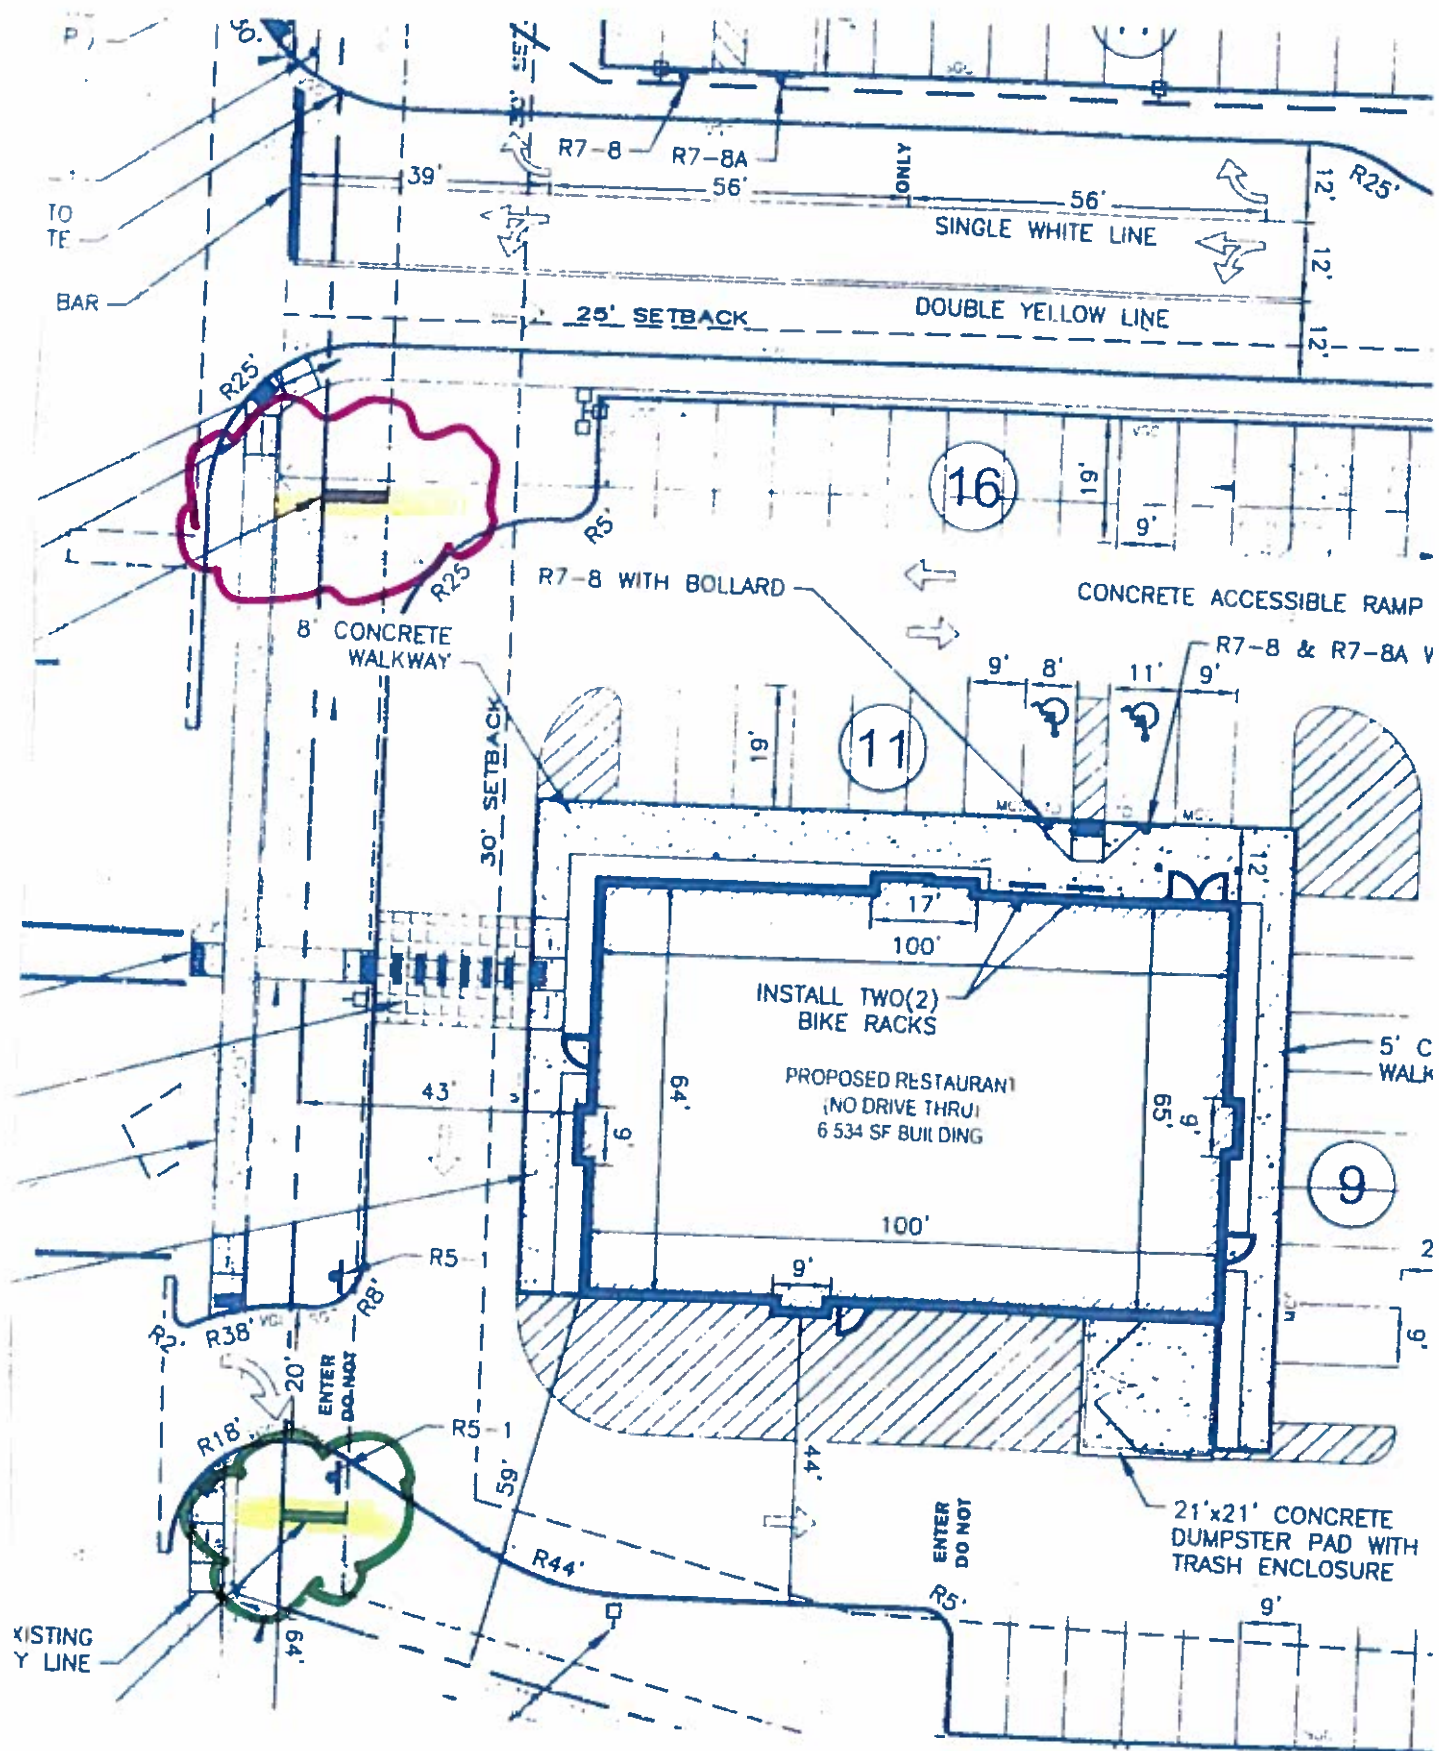 P)
50'
R7-8
R7-8A
ONLY
39'
56'
56'
12'
R25'
TO
TE
SINGLE WHITE LINE
12'
BAR
25' SETBACK
DOUBLE YELLOW LINE
12'
R25'
VGC
16
19'
9'
R5'
R25'
R7-8 WITH BOLLARD
CONCRETE ACCESSIBLE RAMP
8' CONCRETE
WALKWAY
R7-8 & R7-8A
9'
8'
11'
9'
19'
11
30' SETBACK
12'
17'
100'
INSTALL TWO(2)
BIKE RACKS
5' C
WALK
43'
64'
PROPOSED RESTAURANT
(NO DRIVE THRU)
6 534 SF BUILDING
65'
9'
9'
9
100'
R5
9'
2
R8'
R38'
9'
20'
ENTER
DO NOT
R18'
R5-1
44'
59'
21'x21' CONCRETE
DUMPSTER PAD WITH
TRASH ENCLOSURE
ENTER
DO NOT
R44'
R5'
9'
XISTING
Y LINE
64'